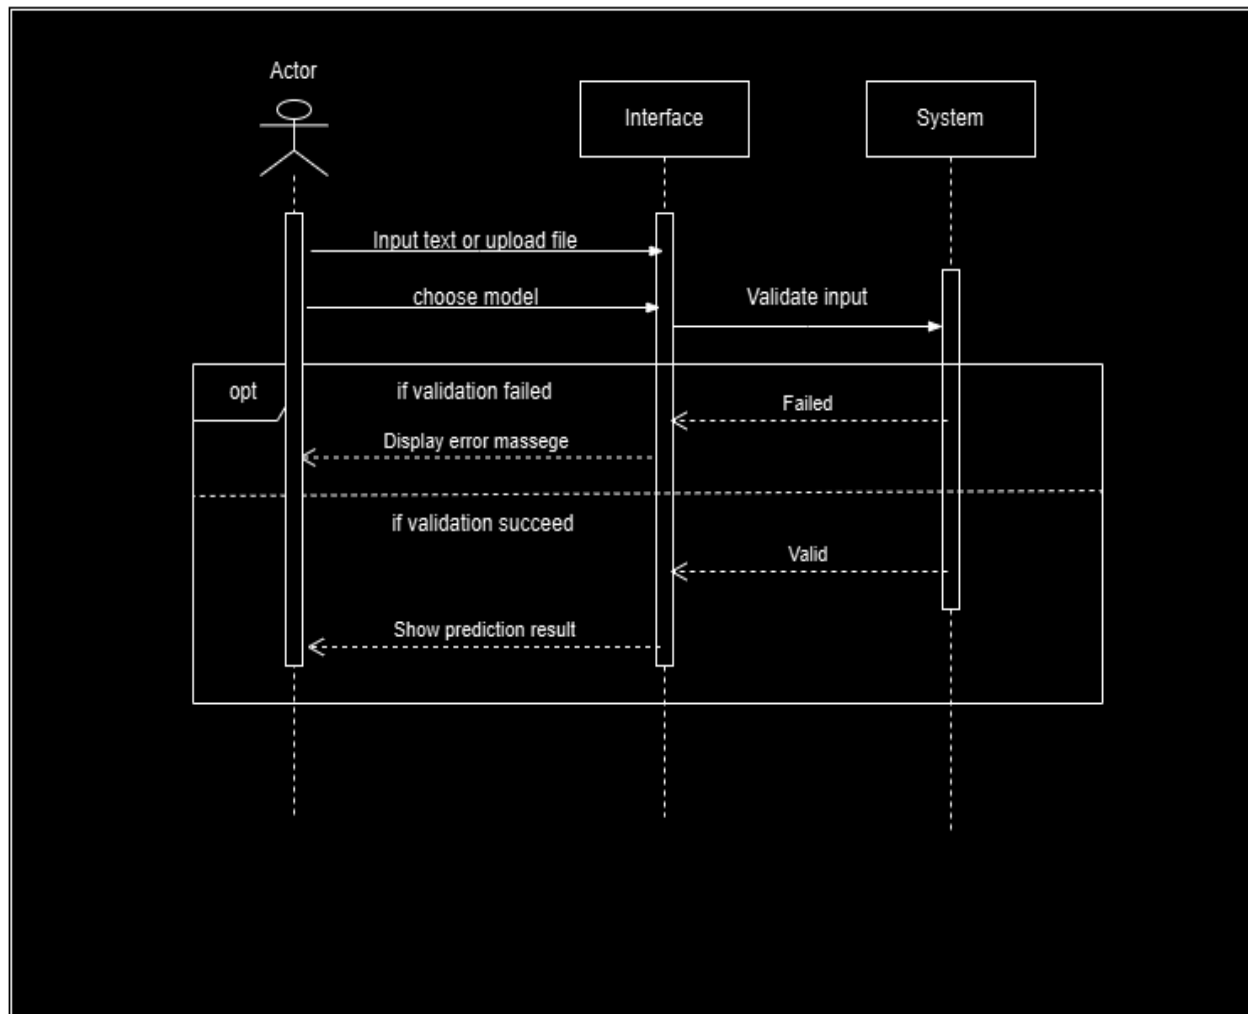 Actor
Interface
System
Input text or upload file
choose model
Validate input
opt
if validation failed
Failed
Display error massege
if validation succeed
Valid
Show prediction result